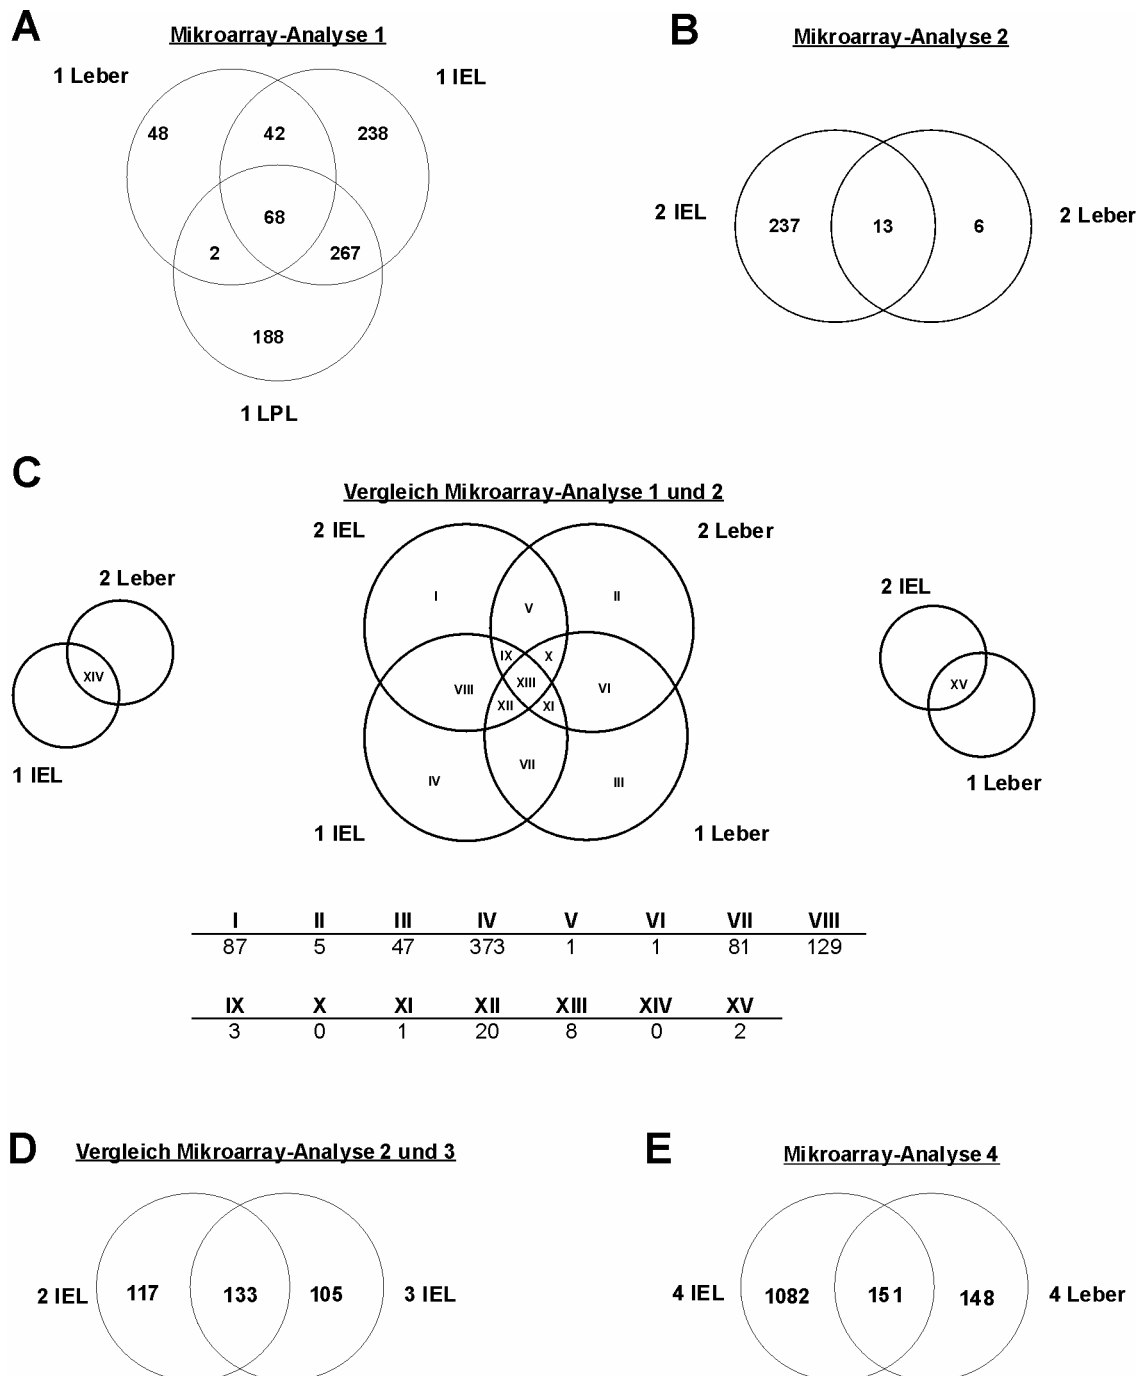 A
Mikroarray-Analyse 1
1 Leber
1 IEL
48
42
238
68
2
267
188
1 LPL
B
Mikroarray-Analyse 2
2 IEL
237
13
6
2 Leber
C
Vergleich Mikroarray-Analyse 1 und 2
2 Leber
XIV
1 IEL
2 IEL
2 Leber
I
V
II
IX
X
VIII
XIII
VI
XII
XI
IV
VII
III
1 IEL
1 Leber
2 IEL
XV
1 Leber
I II III IV V VI VII VIII
87 5 47 373 1 1 81 129
IX X XI XII XIII XIV XV
3 0 1 20 8 0 2
D
Vergleich Mikroarray-Analyse 2 und 3
2 IEL
117
133
105
3 IEL
E
Mikroarray-Analyse 4
4 IEL
1082
151
148
4 Leber